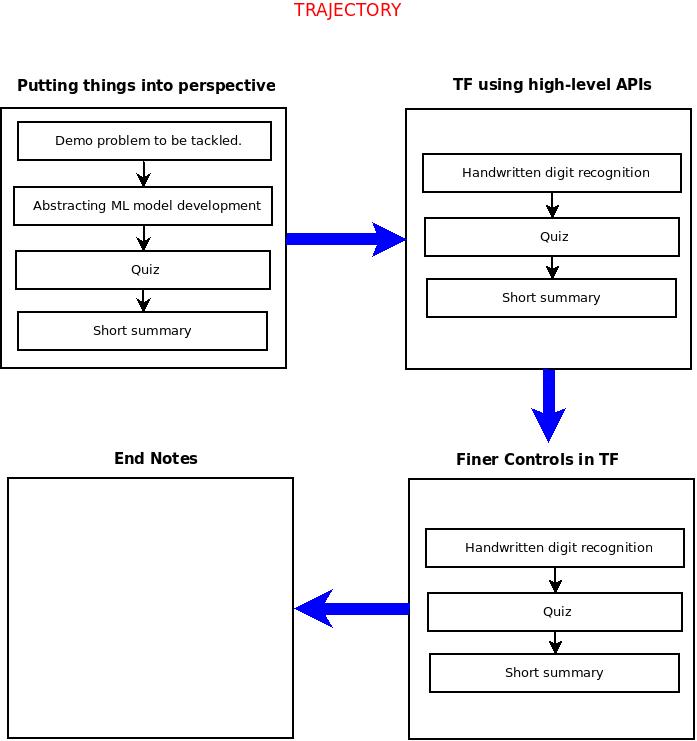 TRAJECTORY
Putting things into perspective
Demo problem to be tackled.
Abstracting ML model development
Quiz
Short summary
TF using high-level APIs
Handwritten digit recognition
Quiz
Short summary
Finer Controls in TF
Handwritten digit recognition
Quiz
Short summary
End Notes